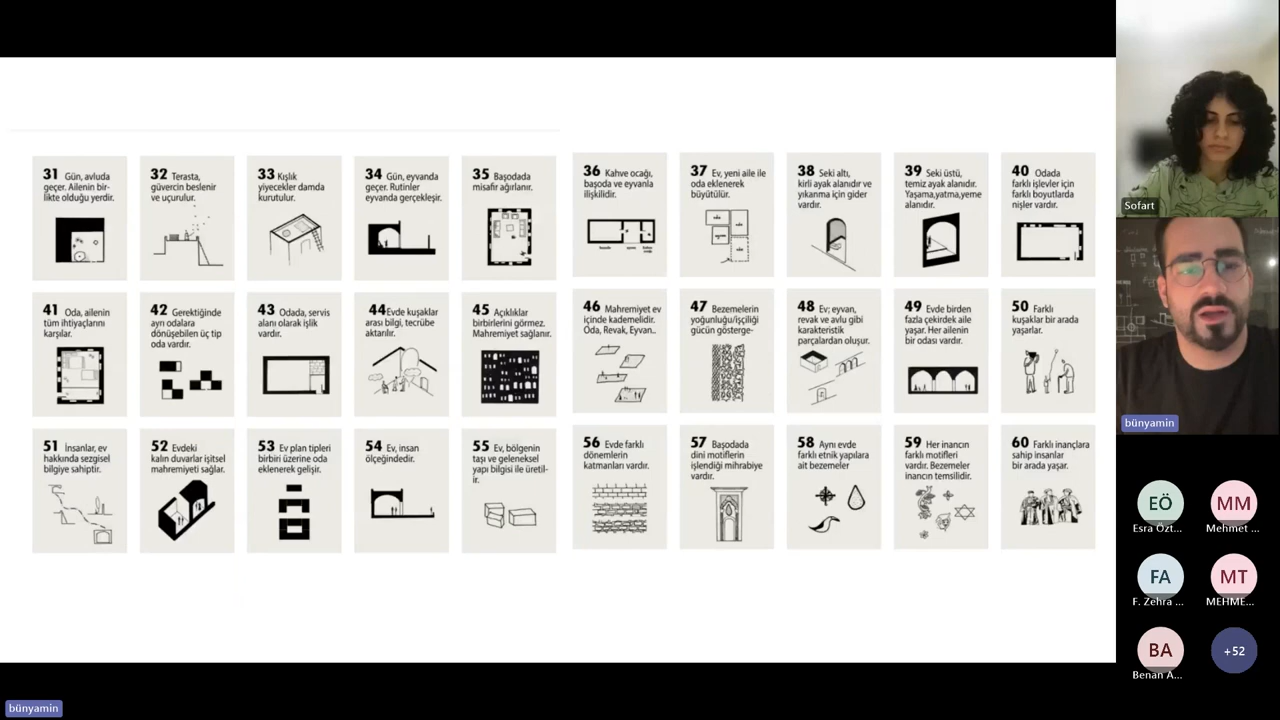 31 Gün, avluda
geçer. Ailenin bir-
likte olduğu yerdir.
32 Terasta,
güvercin beslenir
ve uçurulur.
33 Kışlık
yiyecekler damda
kurutulur.
34 Gün, eyvanda
geçer. Rutinler
eyvanda gerçekleşir.
35 Başodada
misafir ağırlanır.
36 Kahve ocağı,
başoda ve eyvanla
ilişkilidir.
37 Ev, yeni aile ile
oda eklenerek
büyütülür.
38 Seki altı,
kirli ayak alanıdır ve
yıkanma için gider
vardır.
39 Seki üstü,
temiz ayak alanıdır.
Yaşama,yatma,yeme
alanıdır.
40 Odada
farklı işlevler için
farklı boyutlarda
nişler vardır.
41 Oda, ailenin
tüm ihtiyaçlarını
karşılar.
42 Gerektiğinde
ayrı odalara
dönüşebilen üç tip
oda vardır.
43 Odada, servis
alanı olarak işlik
vardır.
44 Evde kuşaklar
arası bilgi, tecrübe
aktarılır.
45 Açıklıklar
birbirlerini görmez.
Mahremiyet sağlanır.
46 Mahremiyet ev
içinde kademelidir.
Oda, Revak, Eyvan..
47 Bezemelerin
yoğunluğu/işçiliği
gücün gösterge-
48 Ev; eyvan,
revak ve avlu gibi
karakteristik
parçalardan oluşur.
49 Evde birden
fazla çekirdek aile
yaşar. Her ailenin
bir odası vardır.
50 Farklı
kuşaklar bir arada
yaşarlar.
51 İnsanlar, ev
hakkında sezgisel
bilgiye sahiptir.
52 Evdeki
kalın duvarlar işitsel
mahremiyeti sağlar.
53 Ev plan tipleri
birbiri üzerine oda
eklenerek gelişir.
54 Ev, insan
ölçeğindedir.
55 Ev, bölgenin
taşı ve geleneksel
yapı bilgisi ile üretil-
ir.
56 Evde farklı
dönemlerin
katmanları vardır.
57 Başodada
dini motiflerin
işlendiği mihrabiye
vardır.
58 Aynı evde
farklı etnik yapılara
ait bezemeler
59 Her inancın
farklı motifleri
vardır. Bezemeler
inancın temsilidir.
60 Farklı inançlara
sahip insanlar
bir arada yaşar.
Sofart
bünyamin
EÖ
Esra Özt...
MM
Mehmet ...
FA
F. Zehra ...
MT
MEHME...
BA
Benan A...
+52
bünyamin